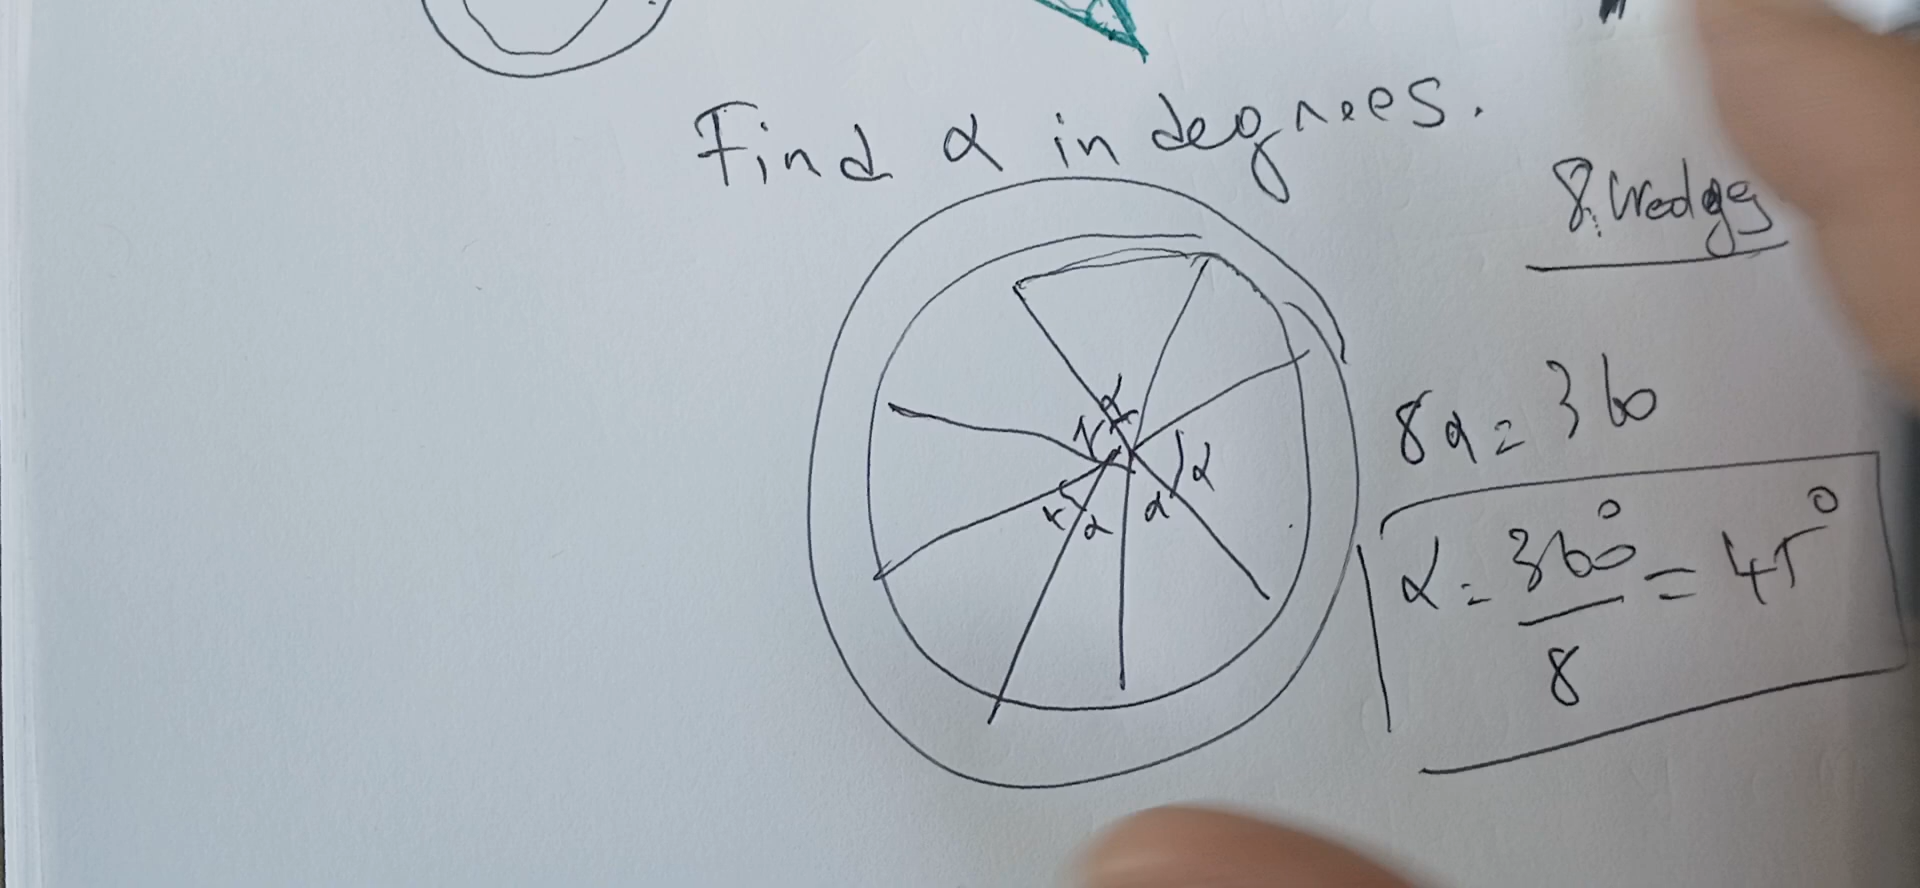 Find α in degrees.
8 wedges
α
α
α
α
8α = 360
α = 360° = 45°
8